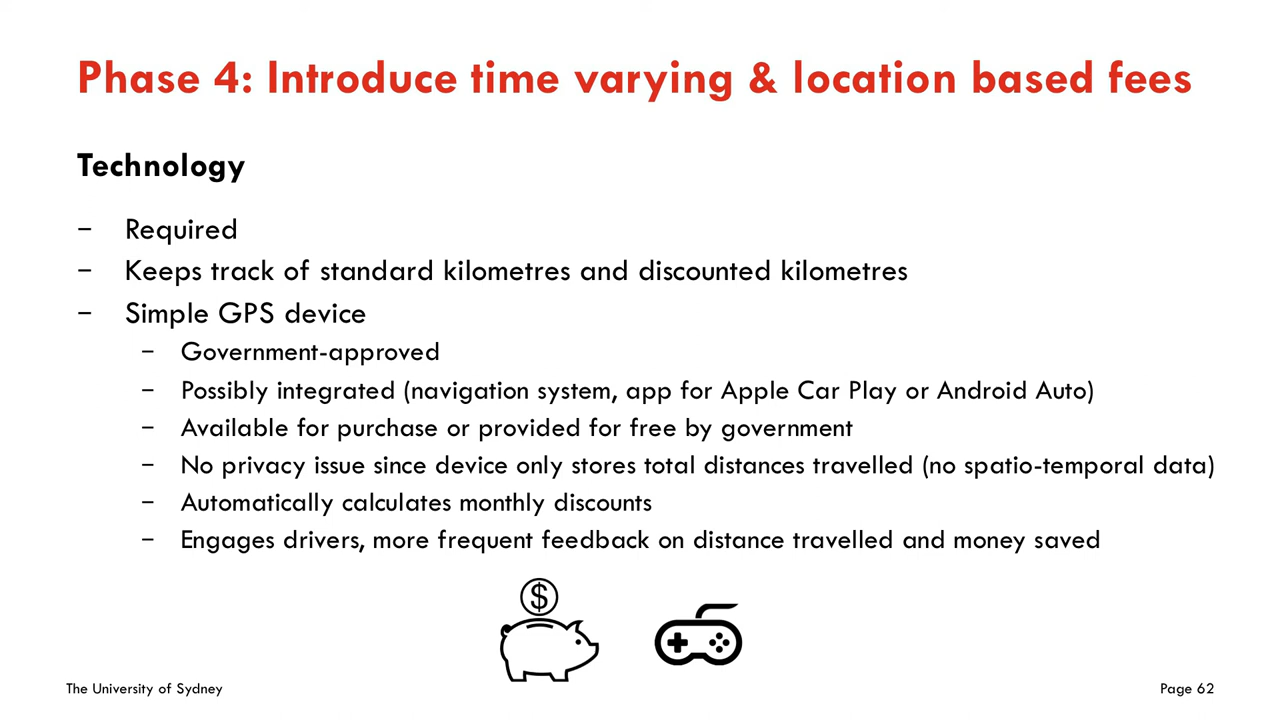 Phase 4: Introduce time varying & location based fees
Technology
– Required
– Keeps track of standard kilometres and discounted kilometres
– Simple GPS device
– Government-approved
– Possibly integrated (navigation system, app for Apple Car Play or Android Auto)
– Available for purchase or provided for free by government
– No privacy issue since device only stores total distances travelled (no spatio-temporal data)
– Automatically calculates monthly discounts
– Engages drivers, more frequent feedback on distance travelled and money saved
$
The University of Sydney
Page 62